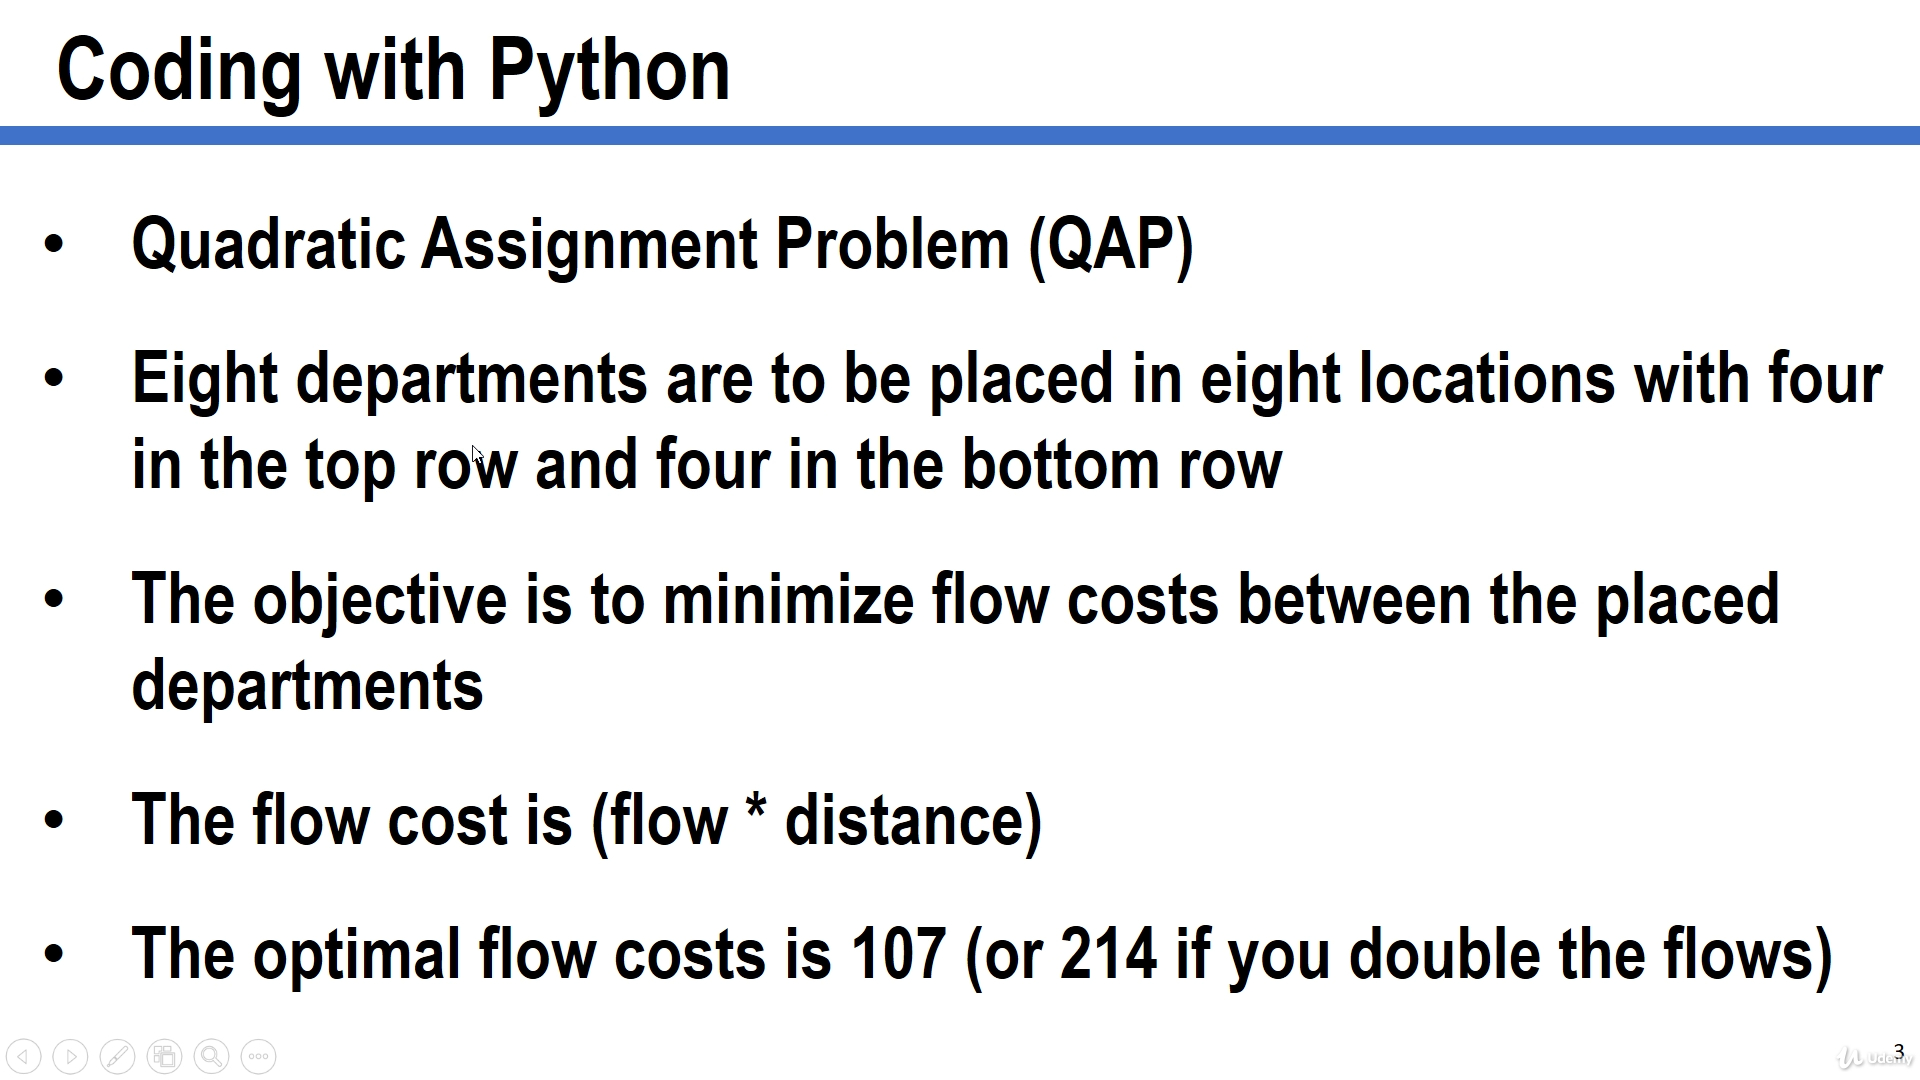 Coding with Python
• Quadratic Assignment Problem (QAP)
• Eight departments are to be placed in eight locations with four
in the top row and four in the bottom row
• The objective is to minimize flow costs between the placed
departments
• The flow cost is (flow * distance)
• The optimal flow costs is 107 (or 214 if you double the flows)
3
Udemy